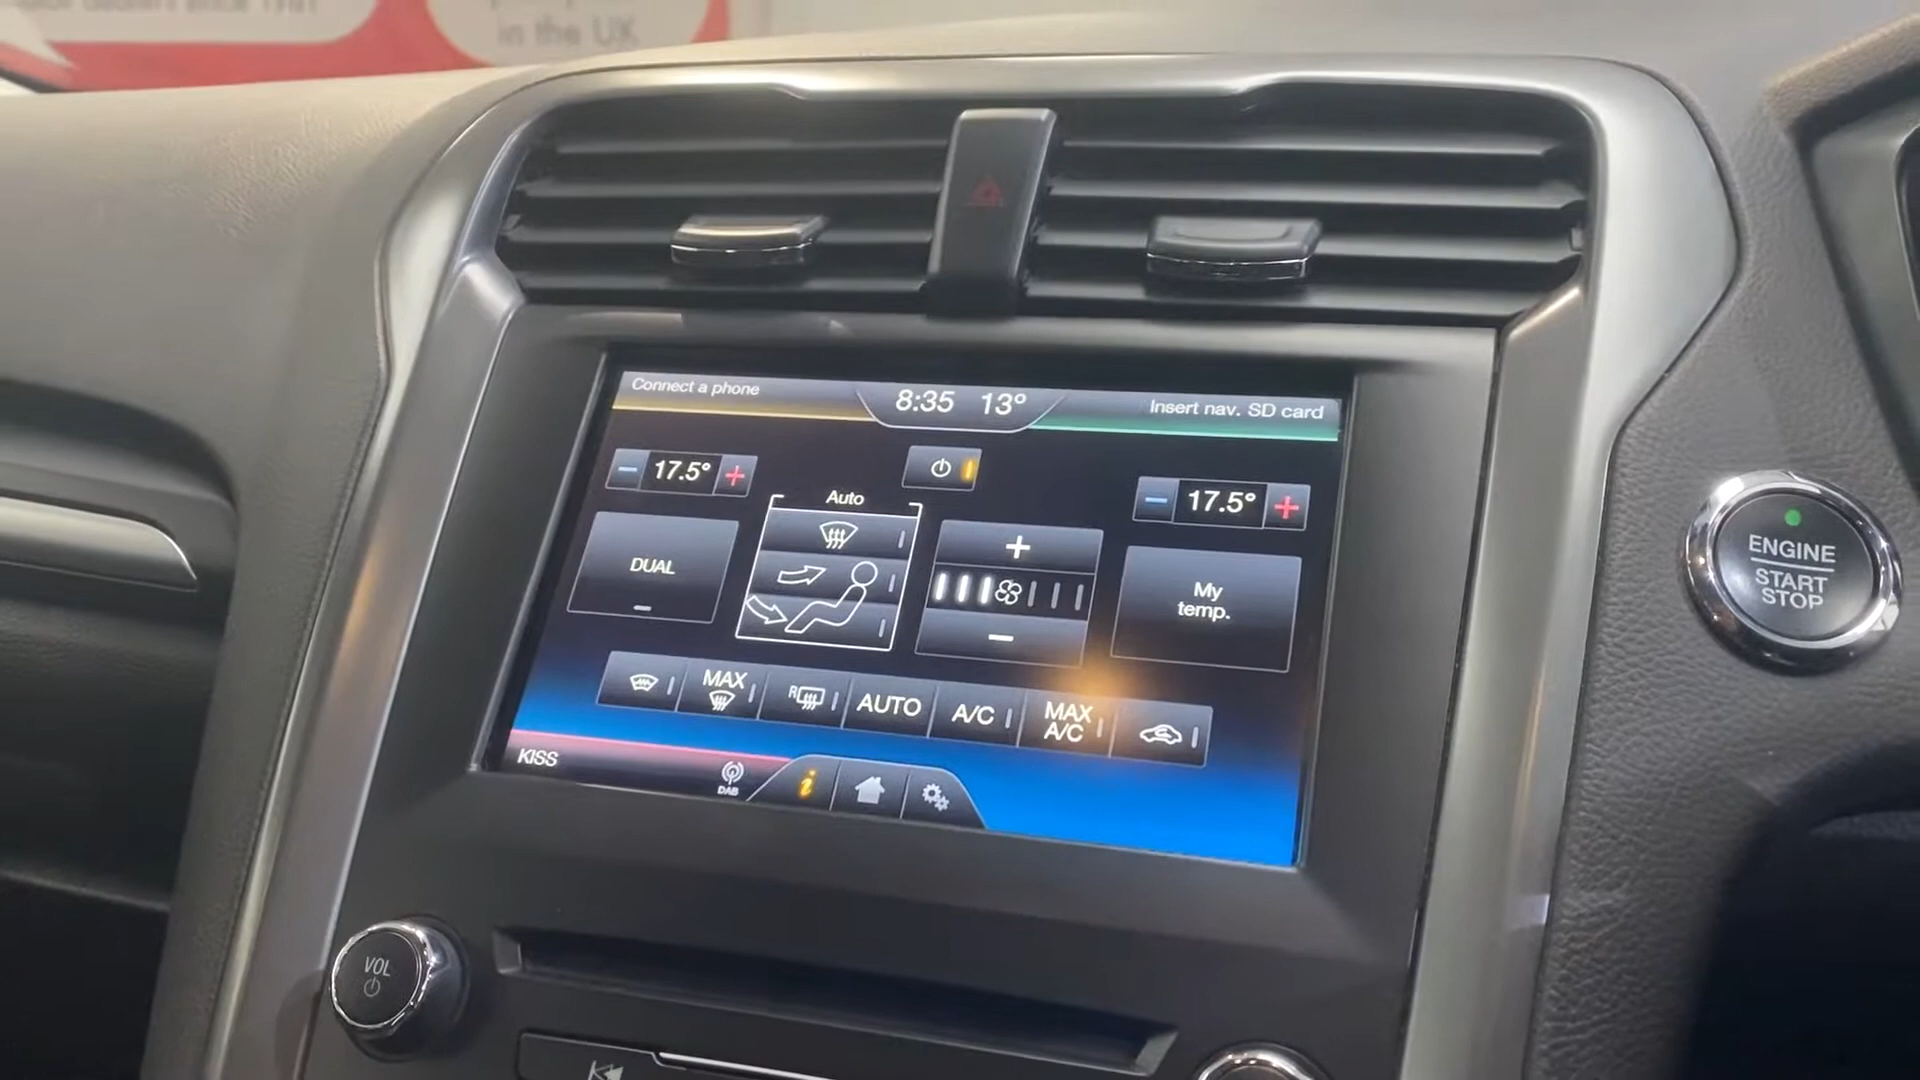 in the UK
Connect a phone
8:35 13°
Insert nav. SD card
17.5°
Auto
17.5°
DUAL
My
temp.
MAX
R
AUTO
A/C
MAX
A/C
KISS
DAB
i
ENGINE
START
STOP
VOL